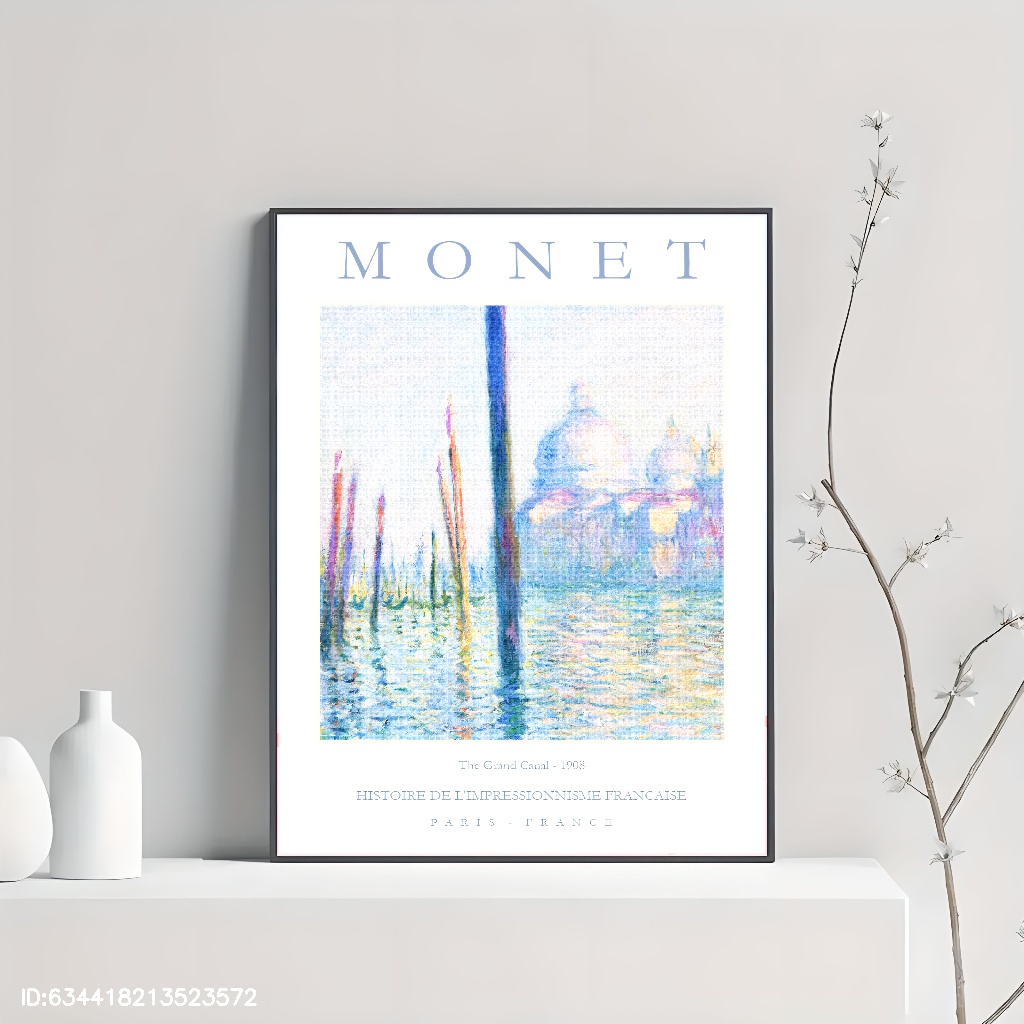 MONET
The Grand Canal - 1908
HISTOIRE DE L'IMPRESSIONNISME FRANCAISE
PARIS - FRANCE
ID:634418213523572